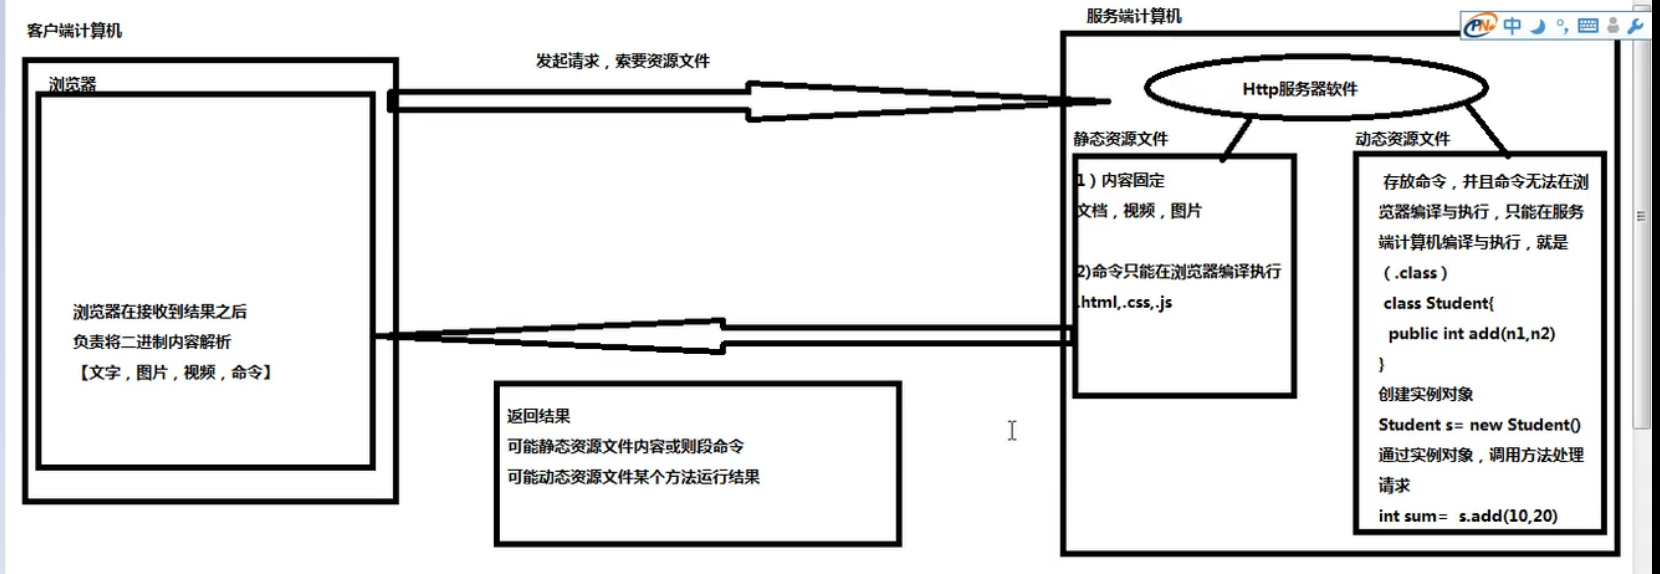 客户端计算机
浏览器
浏览器在接收到结果之后
负责将二进制内容解析
【文字，图片，视频，命令】
发起请求，索要资源文件
返回结果
可能静态资源文件内容或则段命令
可能动态资源文件某个方法运行结果
服务端计算机
中
Http服务器软件
静态资源文件
1）内容固定
文档，视频，图片
2)命令只能在浏览器编译执行
.html,.css,.js
动态资源文件
存放命令，并且命令无法在浏
览器编译与执行，只能在服务
端计算机编译与执行，就是
（.class）
class Student{
public int add(n1,n2)
}
创建实例对象
Student s= new Student()
通过实例对象，调用方法处理
请求
int sum= s.add(10,20)